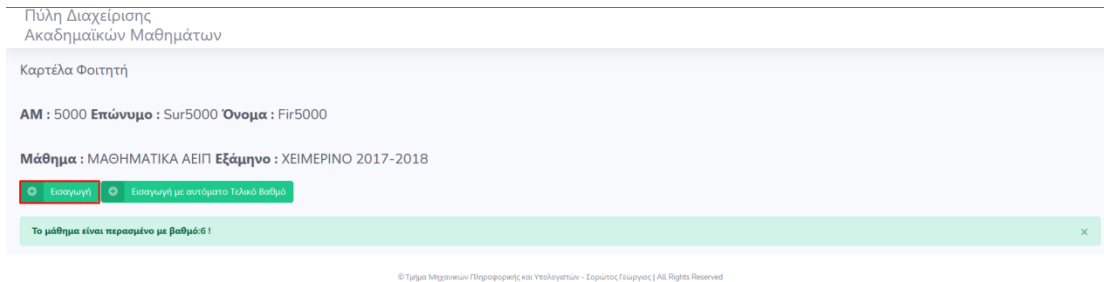 Πύλη Διαχείρισης
Ακαδημαϊκών Μαθημάτων
Καρτέλα Φοιτητή
ΑΜ : 5000 Επώνυμο : Sur5000 Όνομα : Fir5000
Μάθημα : ΜΑΘΗΜΑΤΙΚΑ ΑΕΙΠ Εξάμηνο : ΧΕΙΜΕΡΙΝΟ 2017-2018
Εισαγωγή Εισαγωγή με αυτόματο Τελικό Βαθμό
Το μάθημα είναι περασμένο με βαθμό:6 ! ×
© Τμήμα Μηχανικών Πληροφορικής και Υπολογιστών - Σορώτος Γεώργιος | All Rights Reserved